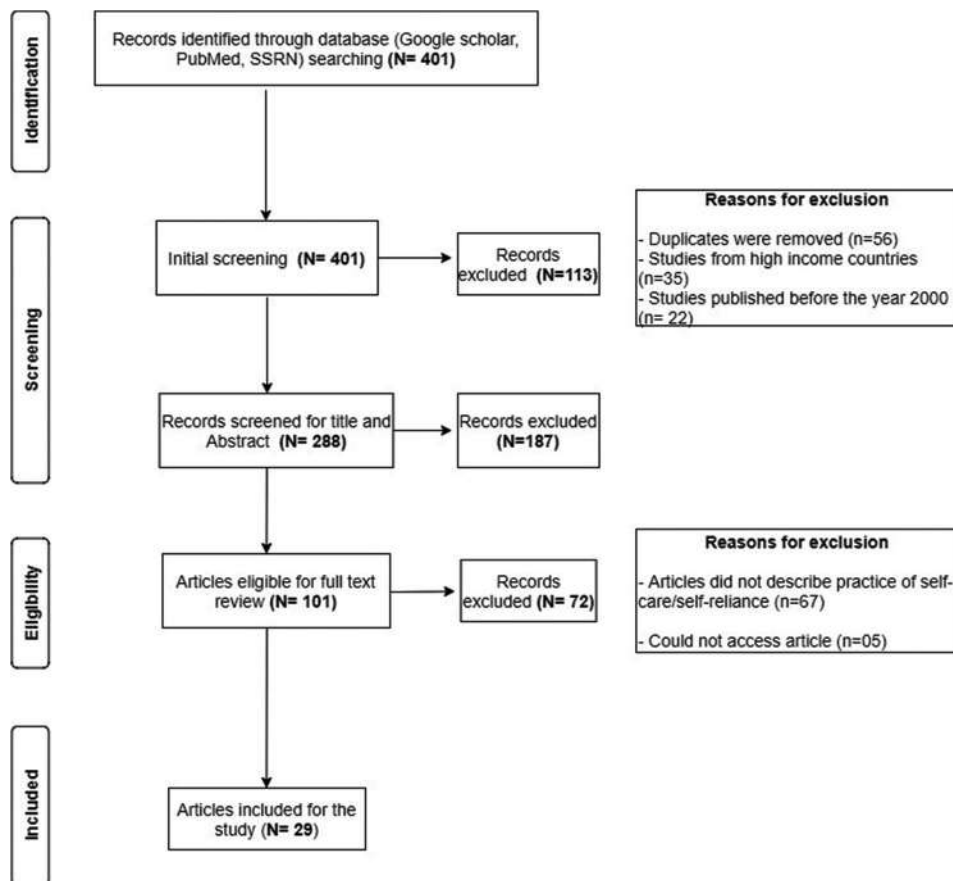 Identification
Records identified through database (Google scholar,
PubMed, SSRN) searching (N= 401)
Screening
Initial screening (N= 401)
Records
excluded (N=113)
Reasons for exclusion
- Duplicates were removed (n=56)
- Studies from high income countries
(n=35)
- Studies published before the year 2000
(n= 22)
Records screened for title and
Abstract (N= 288)
Records excluded
(N=187)
Eligibility
Articles eligible for full text
review (N= 101)
Records
excluded (N= 72)
Reasons for exclusion
- Articles did not describe practice of self-
care/self-reliance (n=67)
- Could not access article (n=05)
Included
Articles included for the
study (N= 29)